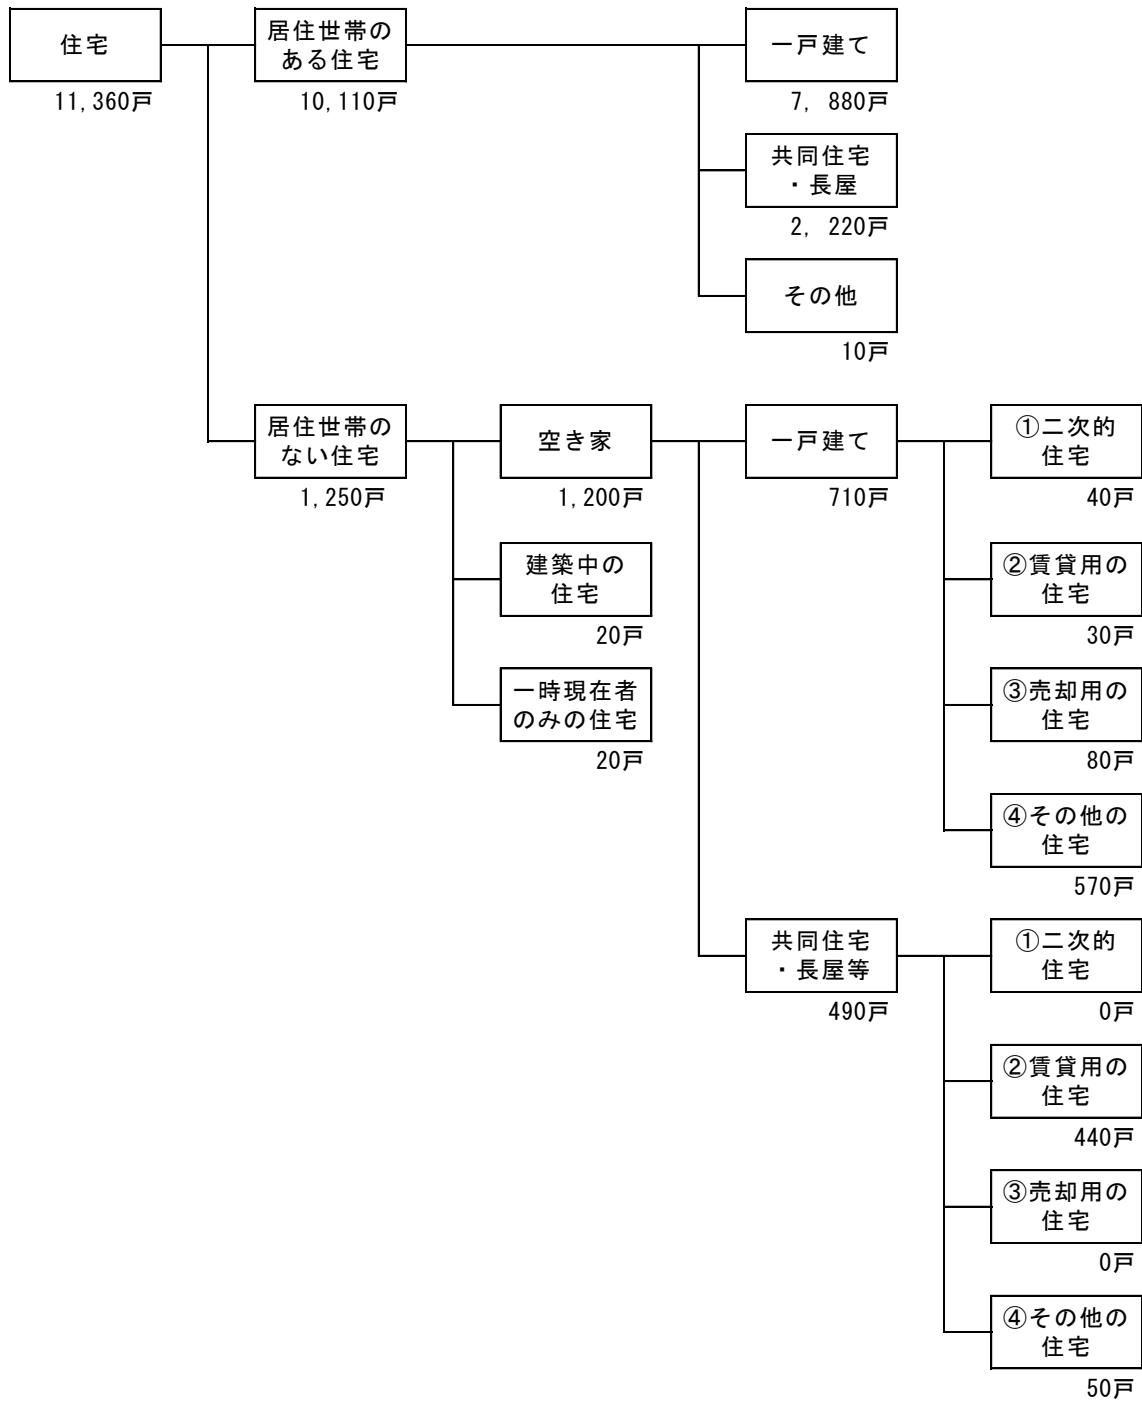 住宅
11,360戸
居住世帯の
ある住宅
10,110戸
一戸建て
7, 880戸
共同住宅
・長屋
2, 220戸
その他
10戸
居住世帯の
ない住宅
1,250戸
空き家
1,200戸
建築中の
住宅
20戸
一時現在者
のみの住宅
20戸
一戸建て
710戸
①二次的
住宅
40戸
②賃貸用の
住宅
30戸
③売却用の
住宅
80戸
④その他の
住宅
570戸
共同住宅
・長屋等
490戸
①二次的
住宅
0戸
②賃貸用の
住宅
440戸
③売却用の
住宅
0戸
④その他の
住宅
50戸